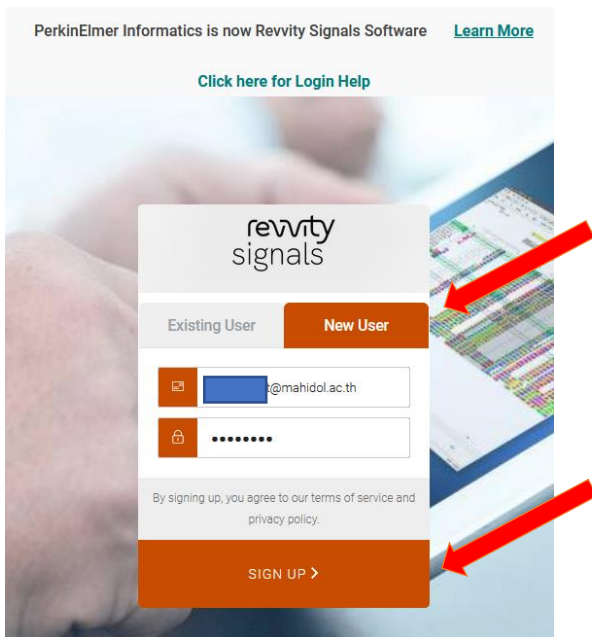 PerkinElmer Informatics is now Revvity Signals Software Learn More
Click here for Login Help
revvity
signals
Existing User New User
t@mahidol.ac.th
By signing up, you agree to our terms of service and
privacy policy.
SIGN UP >